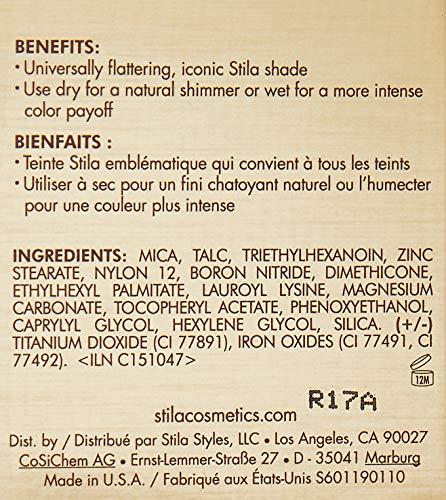 BENEFITS:
• Universally flattering, iconic Stila shade
• Use dry for a natural shimmer or wet for a more intense
color payoff
BIENFAITS :
• Teinte Stila emblématique qui convient à tous les teints
• Utiliser à sec pour un fini chatoyant naturel ou l'humecter
pour une couleur plus intense
INGREDIENTS: MICA, TALC, TRIETHYLHEXANOIN, ZINC
STEARATE, NYLON 12, BORON NITRIDE, DIMETHICONE,
ETHYLHEXYL PALMITATE, LAUROYL LYSINE, MAGNESIUM
CARBONATE, TOCOPHERYL ACETATE, PHENOXYETHANOL,
CAPRYLYL GLYCOL, HEXYLENE GLYCOL, SILICA. (+/-)
TITANIUM DIOXIDE (CI 77891), IRON OXIDES (CI 77491, CI
77492). <ILN C151047>
12M
R17A
stilacosmetics.com
Dist. by / Distribué par Stila Styles, LLC • Los Angeles, CA 90027
CoSiChem AG • Ernst-Lemmer-Straße 27 • D - 35041 Marburg
Made in U.S.A. / Fabriqué aux États-Unis S601190110